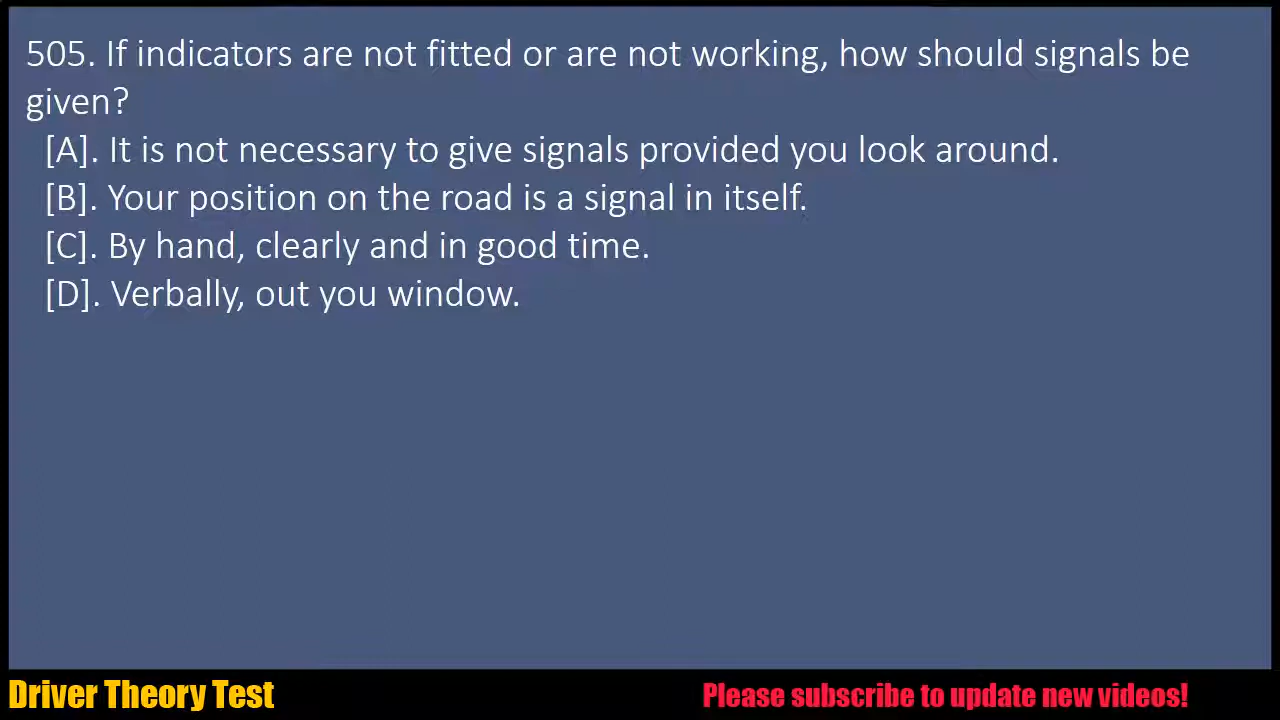 505. If indicators are not fitted or are not working, how should signals be
given?
[A]. It is not necessary to give signals provided you look around.
[B]. Your position on the road is a signal in itself.
[C]. By hand, clearly and in good time.
[D]. Verbally, out you window.
Driver Theory Test
Please subscribe to update new videos!